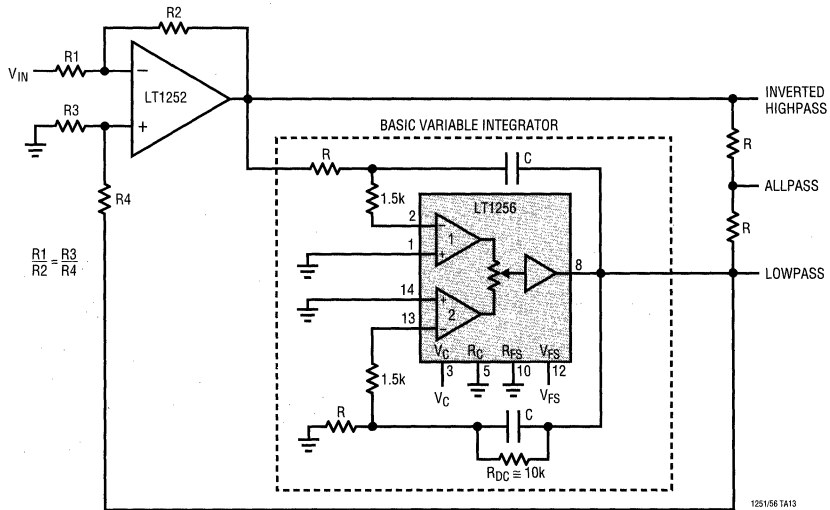 R2
R1
VIN
−
LT1252
R3
+
INVERTED
HIGHPASS
BASIC VARIABLE INTEGRATOR
R
C
R
ALLPASS
1.5k
LT1256
R4
2
−
1
1
+
R
R1/R2 = R3/R4
8
LOWPASS
14
+
2
13
−
VC RC RFS VFS
3 5 10 12
1.5k
VC
VFS
R
C
RDC ≅ 10k
1251/56 TA13